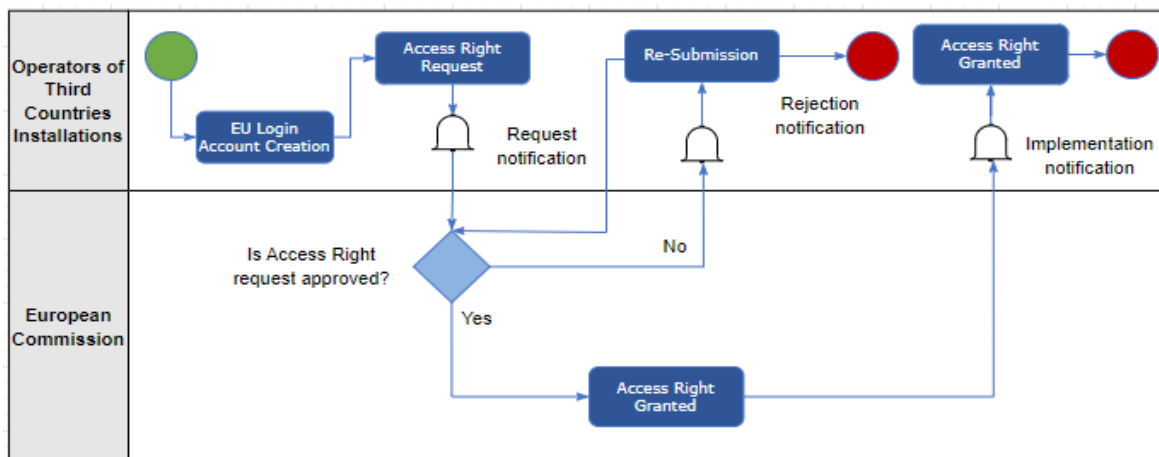 Operators of
Third
Countries
Installations
EU Login
Account Creation
Access Right
Request
Request
notification
Re-Submission
Rejection
notification
Access Right
Granted
Implementation
notification
European
Commission
Is Access Right
request approved?
No
Yes
Access Right
Granted